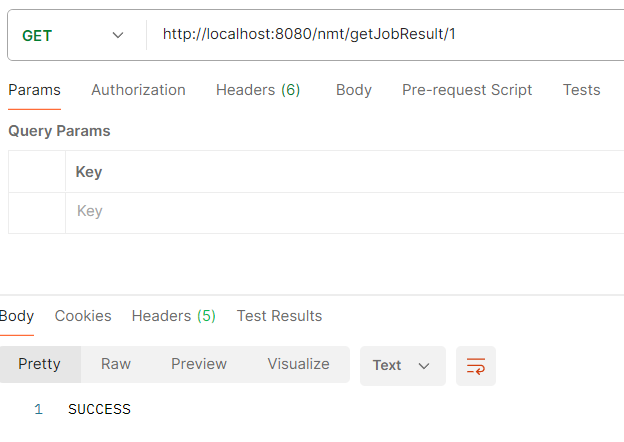 GET http://localhost:8080/nmt/getJobResult/1
Params Authorization Headers (6) Body Pre-request Script Tests
Query Params
Key
Key
Body Cookies Headers (5) Test Results
Pretty Raw Preview Visualize Text
1 SUCCESS